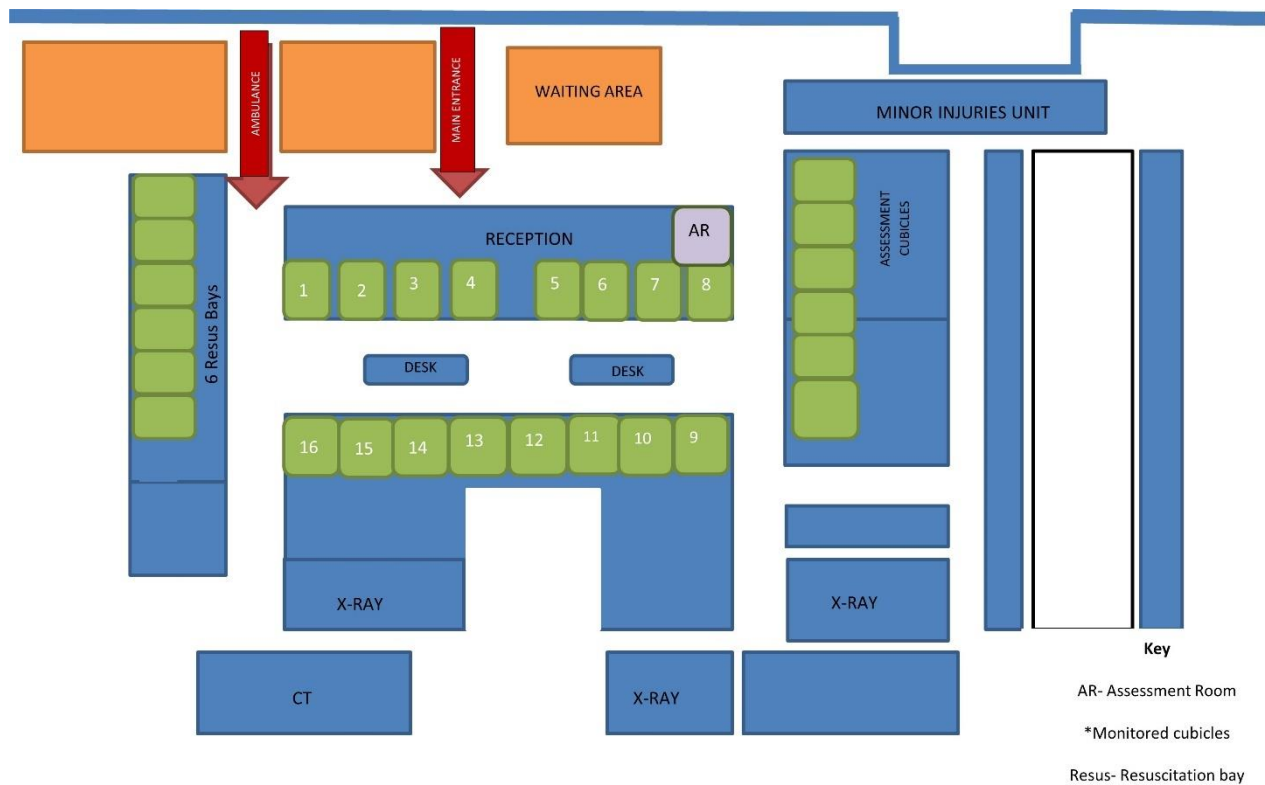 AMBULANCE
MAIN ENTRANCE
WAITING AREA
MINOR INJURIES UNIT
6 Resus Bays
RECEPTION
AR
1 2 3 4 5 6 7 8
ASSESSMENT
CUBICLES
DESK
DESK
16 15 14 13 12 11 10 9
X-RAY
X-RAY
CT
X-RAY
Key
AR- Assessment Room
*Monitored cubicles
Resus- Resuscitation bay